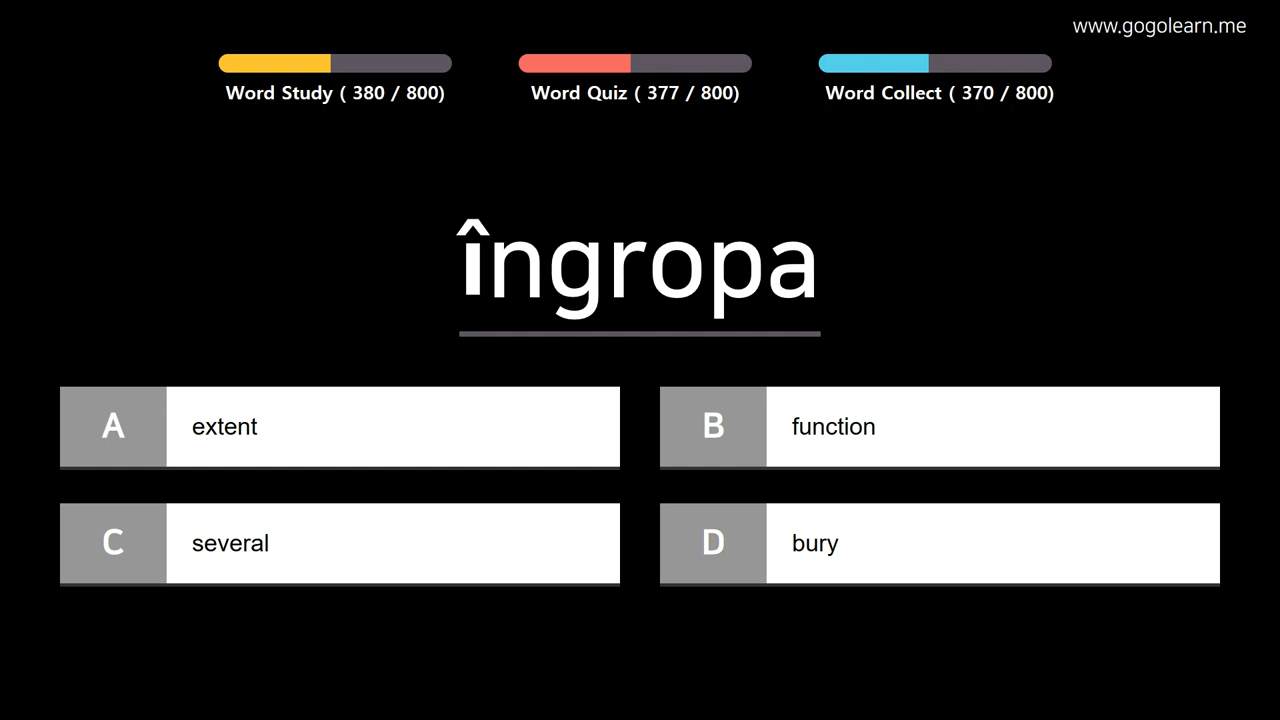 www.gogolearn.me
Word Study ( 380 / 800)
Word Quiz ( 377 / 800)
Word Collect ( 370 / 800)
îngropa
A extent
B function
C several
D bury